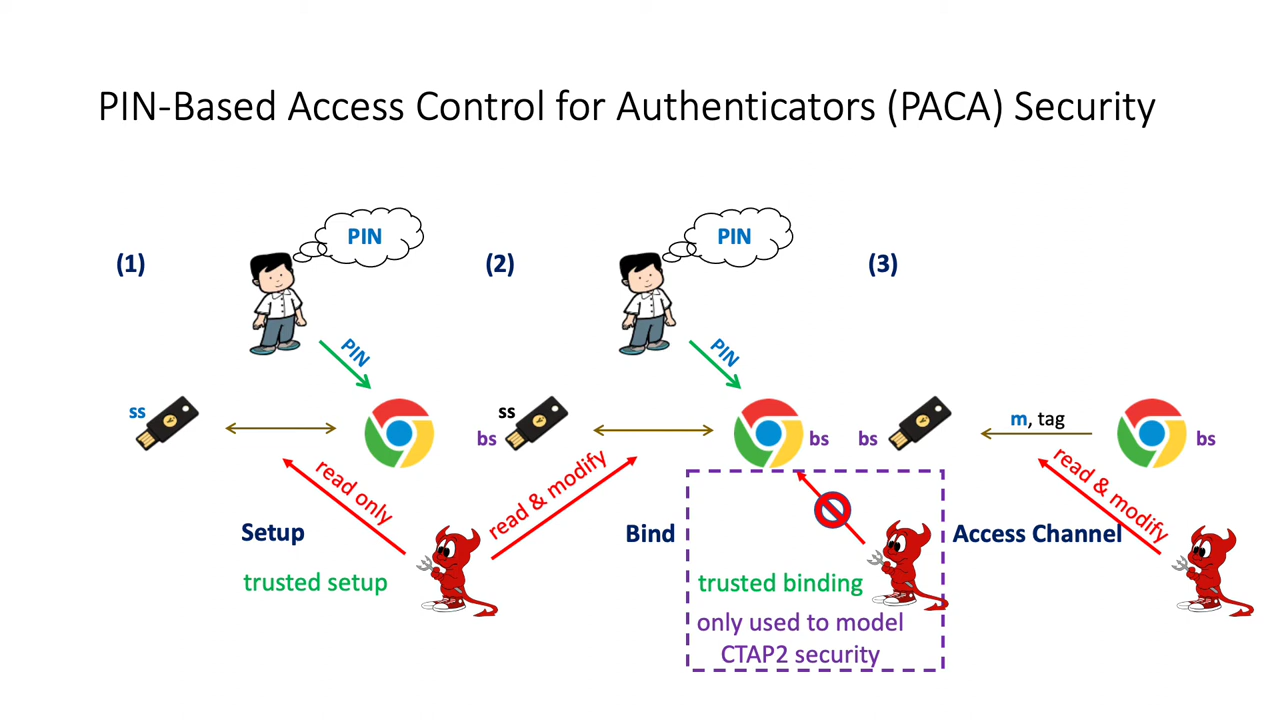 PIN-Based Access Control for Authenticators (PACA) Security
(1)
PIN
PIN
ss
read only
Setup
trusted setup
(2)
PIN
PIN
ss
bs
bs
read & modify
Bind
trusted binding
only used to model
CTAP2 security
(3)
bs
m, tag
bs
read & modify
Access Channel